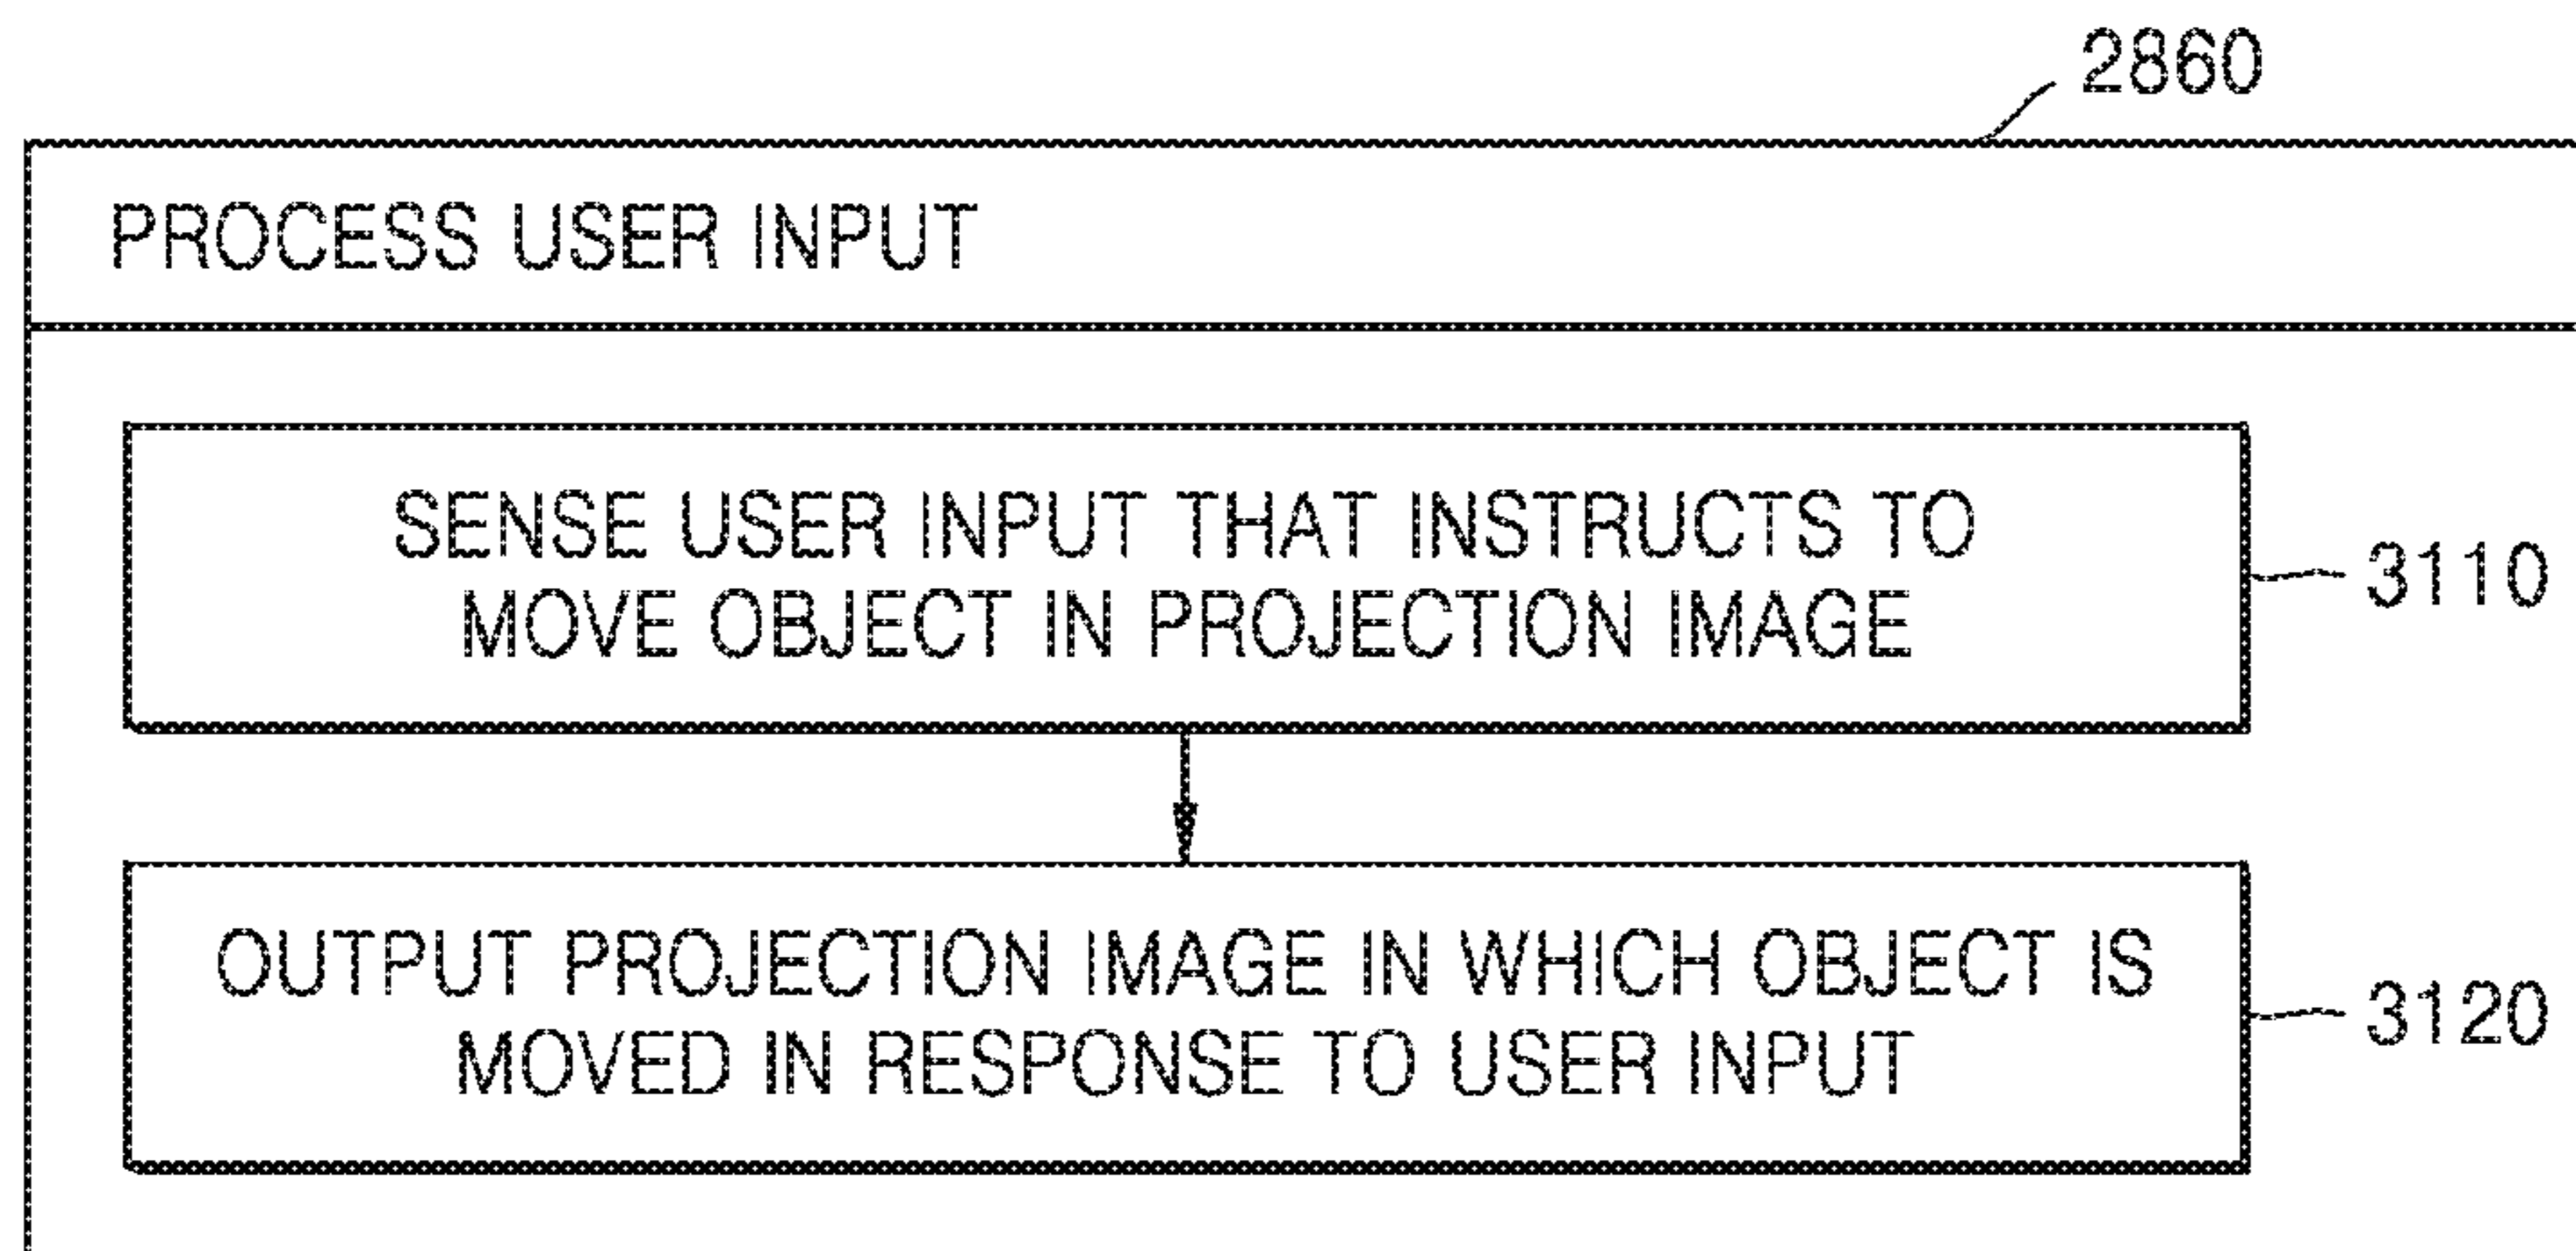 2860
PROCESS USER INPUT
SENSE USER INPUT THAT INSTRUCTS TO
MOVE OBJECT IN PROJECTION IMAGE
3110
OUTPUT PROJECTION IMAGE IN WHICH OBJECT IS
MOVED IN RESPONSE TO USER INPUT
3120